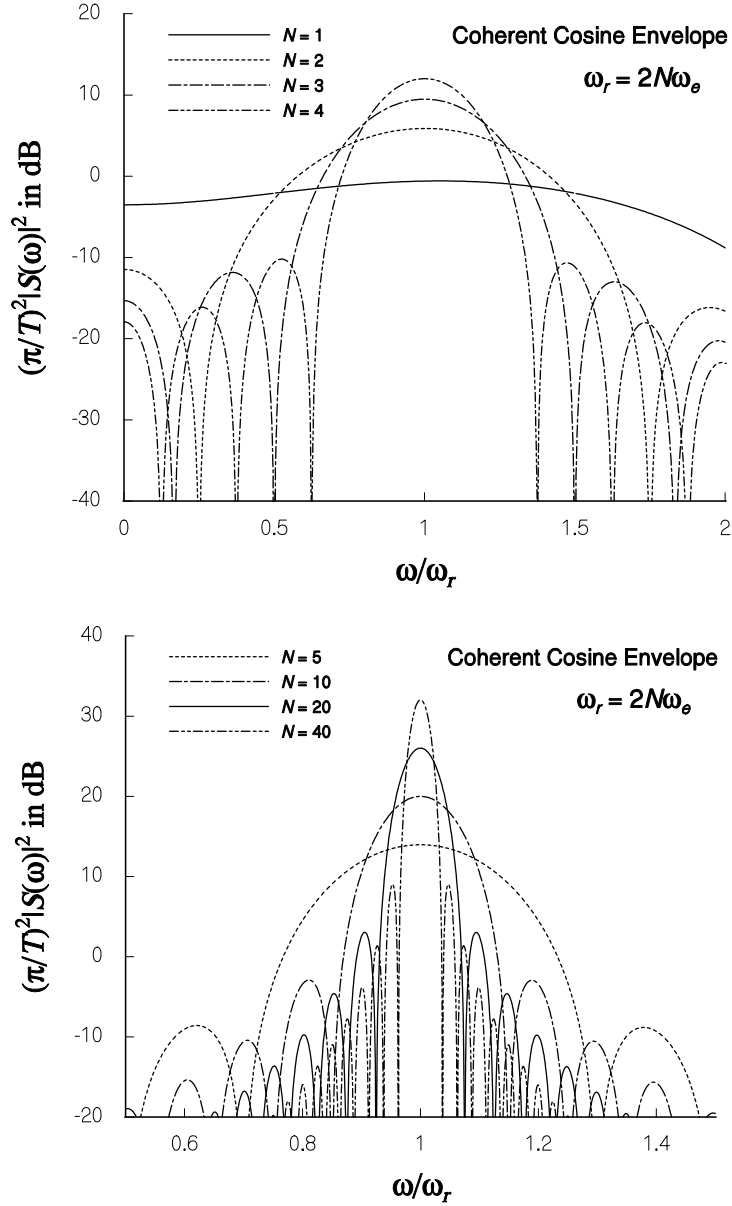 20
10
0
-10
-20
-30
-40
(π/T)²|S(ω)|² in dB
N = 1
N = 2
N = 3
N = 4
Coherent Cosine Envelope
ωr = 2Nωe
0
0.5
1
1.5
2
ω/ωr
40
30
20
10
0
-10
-20
(π/T)²|S(ω)|² in dB
N = 5
N = 10
N = 20
N = 40
Coherent Cosine Envelope
ωr = 2Nωe
0.6
0.8
1
1.2
1.4
ω/ωr